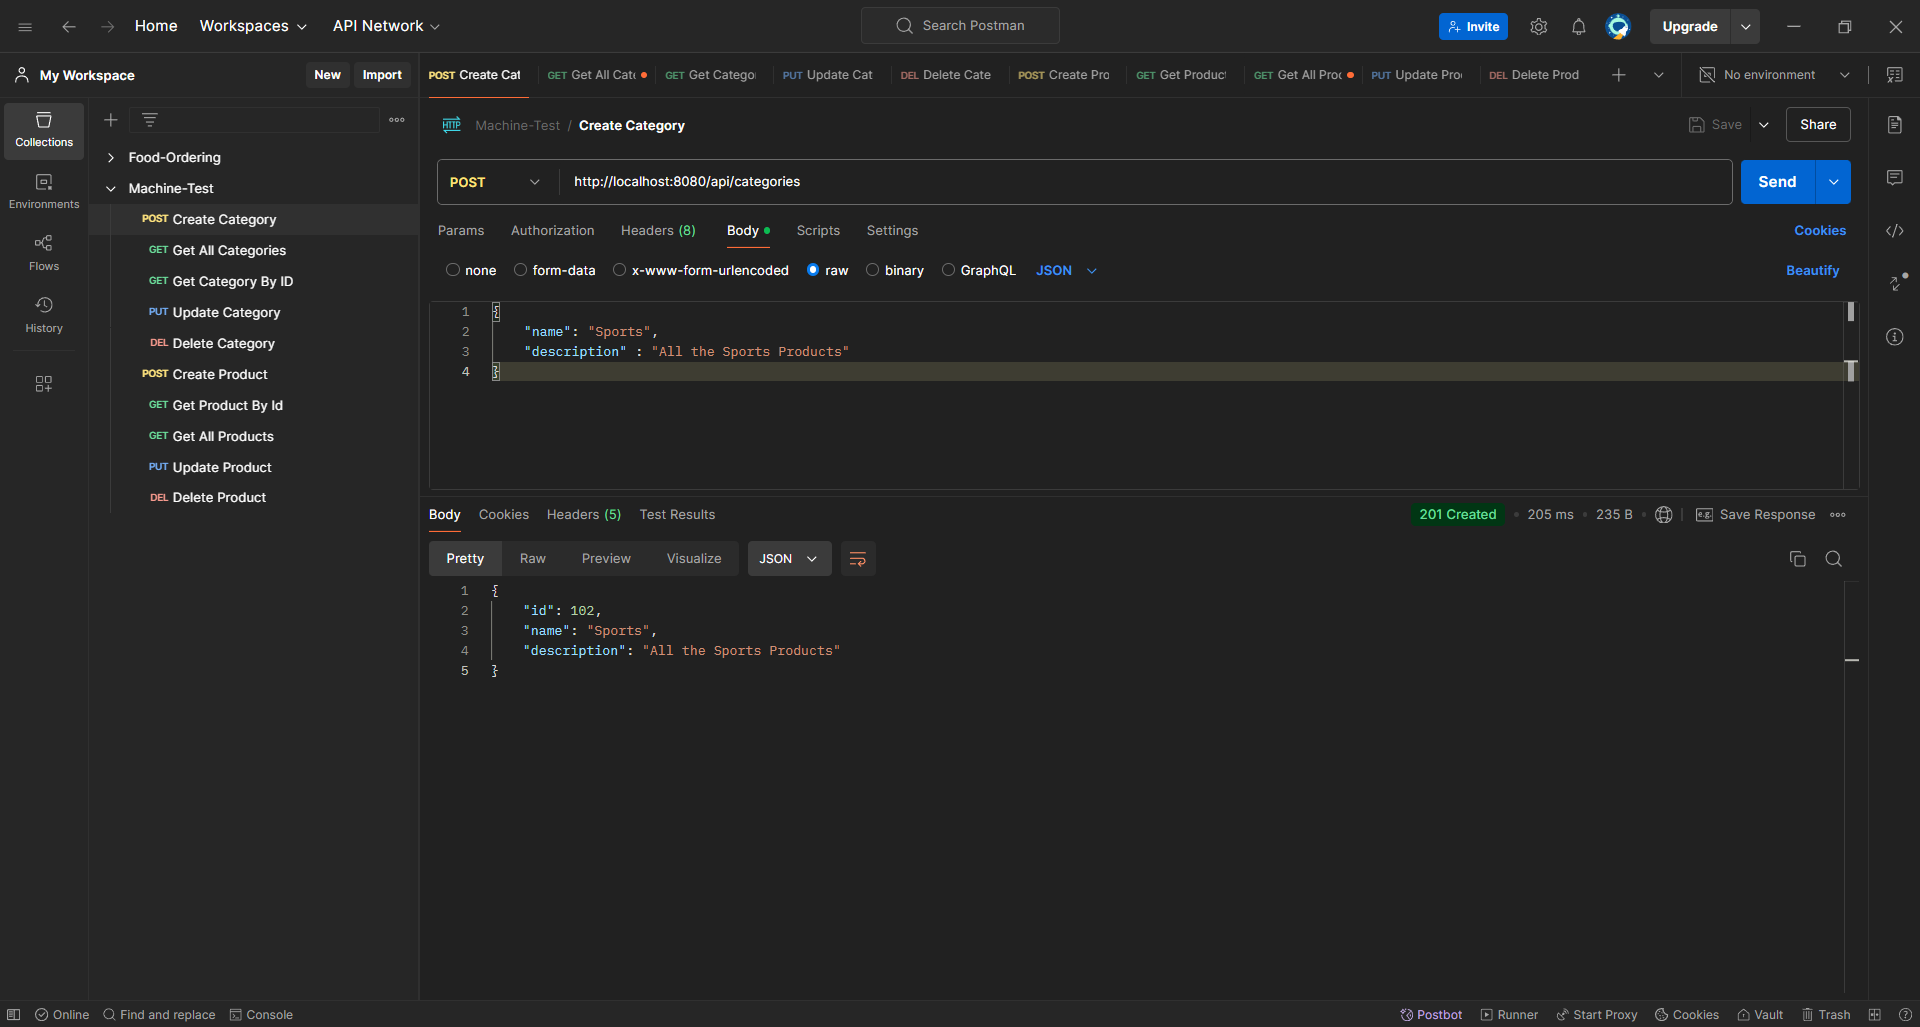 Home Workspaces API Network Search Postman Invite Upgrade
My Workspace New Import
POST Create Cat GET Get All Cat GET Get Catego PUT Update Cat DEL Delete Cate POST Create Pro GET Get Product GET Get All Proc PUT Update Pro DEL Delete Prod No environment
Collections
Environments
Flows
History
Food-Ordering
Machine-Test
POST Create Category
GET Get All Categories
GET Get Category By ID
PUT Update Category
DEL Delete Category
POST Create Product
GET Get Product By Id
GET Get All Products
PUT Update Product
DEL Delete Product
HTTP Machine-Test / Create Category Save Share
POST http://localhost:8080/api/categories Send
Params Authorization Headers (8) Body Scripts Settings Cookies
none form-data x-www-form-urlencoded raw binary GraphQL JSON Beautify
1 {
2 "name": "Sports",
3 "description" : "All the Sports Products"
4 }
Body Cookies Headers (5) Test Results 201 Created 205 ms 235 B e.g. Save Response
Pretty Raw Preview Visualize JSON
1 {
2 "id": 102,
3 "name": "Sports",
4 "description": "All the Sports Products"
5 }
Online Find and replace Console Postbot Runner Start Proxy Cookies Vault Trash